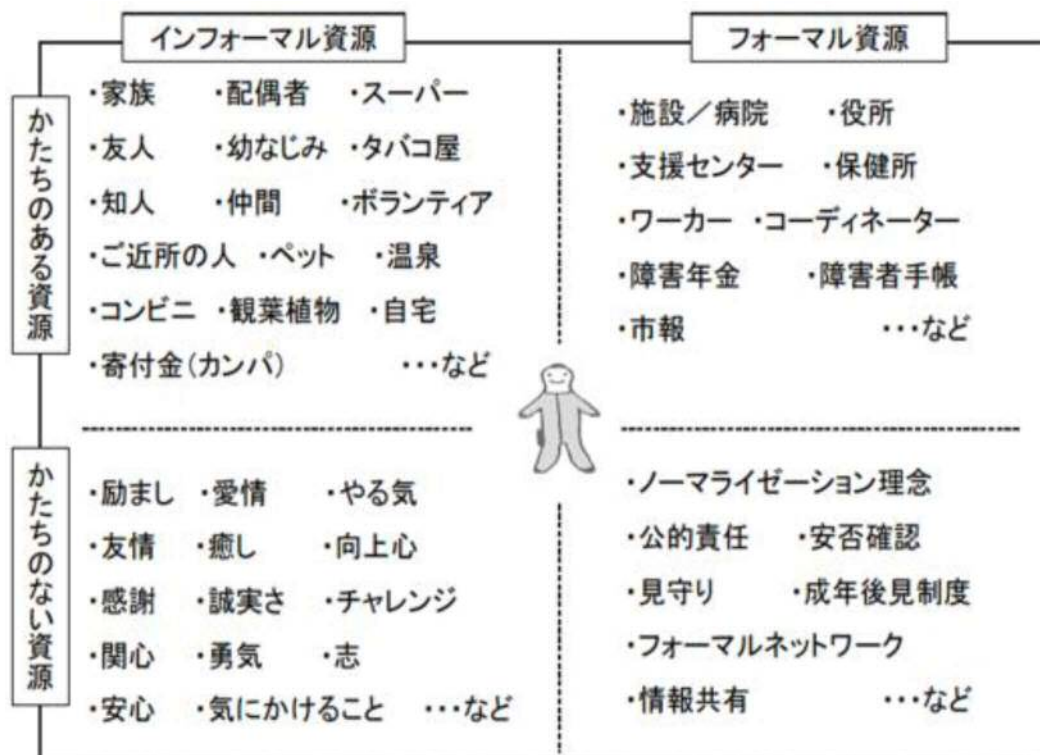 インフォーマル資源
フォーマル資源
かたちのある資源
・家族 ・配偶者 ・スーパー
・友人 ・幼なじみ ・タバコ屋
・知人 ・仲間 ・ボランティア
・ご近所の人 ・ペット ・温泉
・コンビニ ・観葉植物 ・自宅
・寄付金(カンパ) ・・・など
・施設/病院 ・役所
・支援センター ・保健所
・ワーカー ・コーディネーター
・障害年金 ・障害者手帳
・市報 ・・・など
かたちのない資源
・励まし ・愛情 ・やる気
・友情 ・癒し ・向上心
・感謝 ・誠実さ ・チャレンジ
・関心 ・勇気 ・志
・安心 ・気にかけること ・・・など
・ノーマライゼーション理念
・公的責任 ・安否確認
・見守り ・成年後見制度
・フォーマルネットワーク
・情報共有 ・・・など